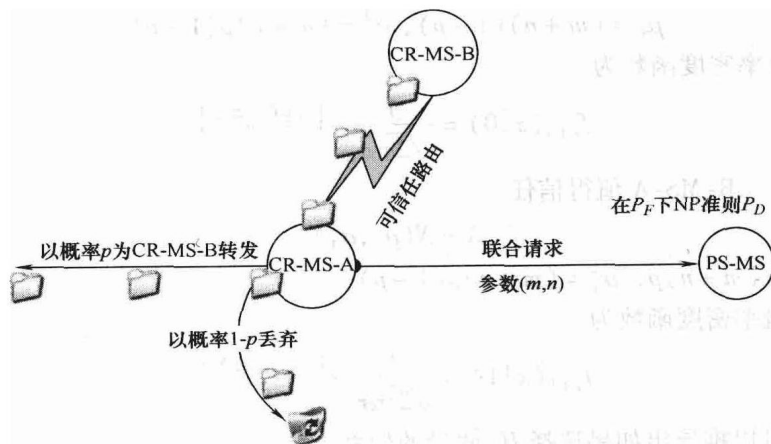 CR-MS-B
可信任路由
在P_F下NP准则P_D
以概率p为CR-MS-B转发
CR-MS-A
联合请求
参数(m,n)
PS-MS
以概率1-p丢弃